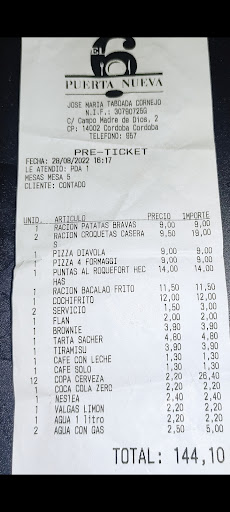 EL 6
PUERTA NUEVA
JOSE MARIA TABOADA CORNEJO
N.I.F.: 30790725G
C/ Campo Madre de Dios, 2
CP: 14002 Cordoba Cordoba
TELEFONO: 657
PRE-TICKET
FECHA: 28/08/2022 16:17
LE ATENDIO: PDA 1
MESAS MESA 5
CLIENTE: CONTADO
UNID. ARTICULO PRECIO IMPORTE
1 RACION PATATAS BRAVAS 9,00 9,00
2 RACION CROQUETAS CASERA 9,50 19,00
S
1 PIZZA DIAVOLA 9,00 9,00
1 PIZZA 4 FORMAGGI 9,00 9,00
1 PUNTAS AL ROQUEFORT HEC 14,00 14,00
HAS
1 RACION BACALAO FRITO 11,50 11,50
1 COCHIFRITO 12,00 12,00
2 SERVICIO 1,50 3,00
1 FLAN 2,00 2,00
1 BROWNIE 3,90 3,90
1 TARTA SACHER 4,80 4,80
1 TIRAMISU 3,90 3,90
1 CAFE CON LECHE 1,30 1,30
1 CAFE SOLO 1,30 1,30
12 COPA CERVEZA 2,20 26,40
1 COCA COLA ZERO 2,20 2,20
1 NESTEA 2,40 2,40
1 VALGAS LIMON 2,20 2,20
1 AGUA 1 litro 2,20 2,20
2 AGUA CON GAS 2,50 5,00
TOTAL: 144,10